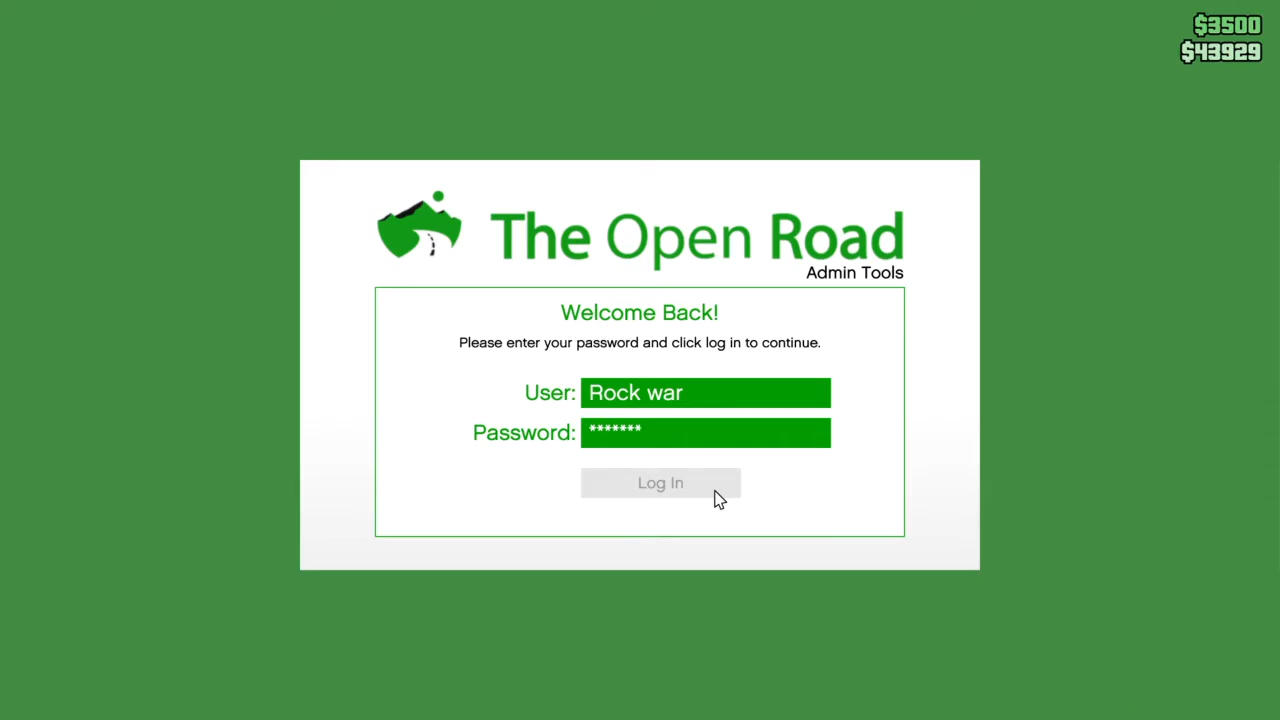 $3500
$43929
The Open Road
Admin Tools
Welcome Back!
Please enter your password and click log in to continue.
User: Rock war
Password: *******
Log In